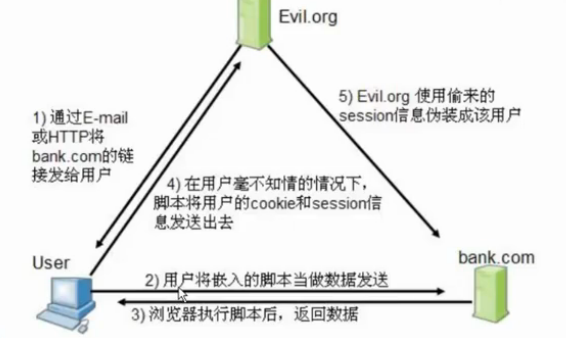 Evil.org
1) 通过E-mail
或HTTP将
bank.com的链
接发给用户
5) Evil.org 使用偷来的
session信息伪装成该用户
4) 在用户毫不知情的情况下，
脚本将用户的cookie和session信
息发送出去
User
bank.com
2) 用户将嵌入的脚本当做数据发送
3) 浏览器执行脚本后，返回数据